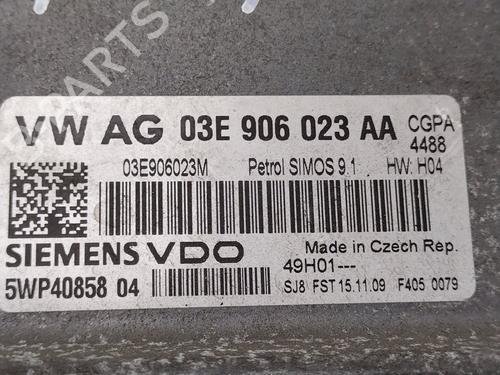 PARTS
VW AG 03E 906 023 AA CGPA
4488
03E906023M Petrol SIMOS 9.1 HW: H04
SIEMENS VDO Made in Czech Rep.
49H01---
5WP40858 04 SJ8 FST 15.11.09 F405 0079